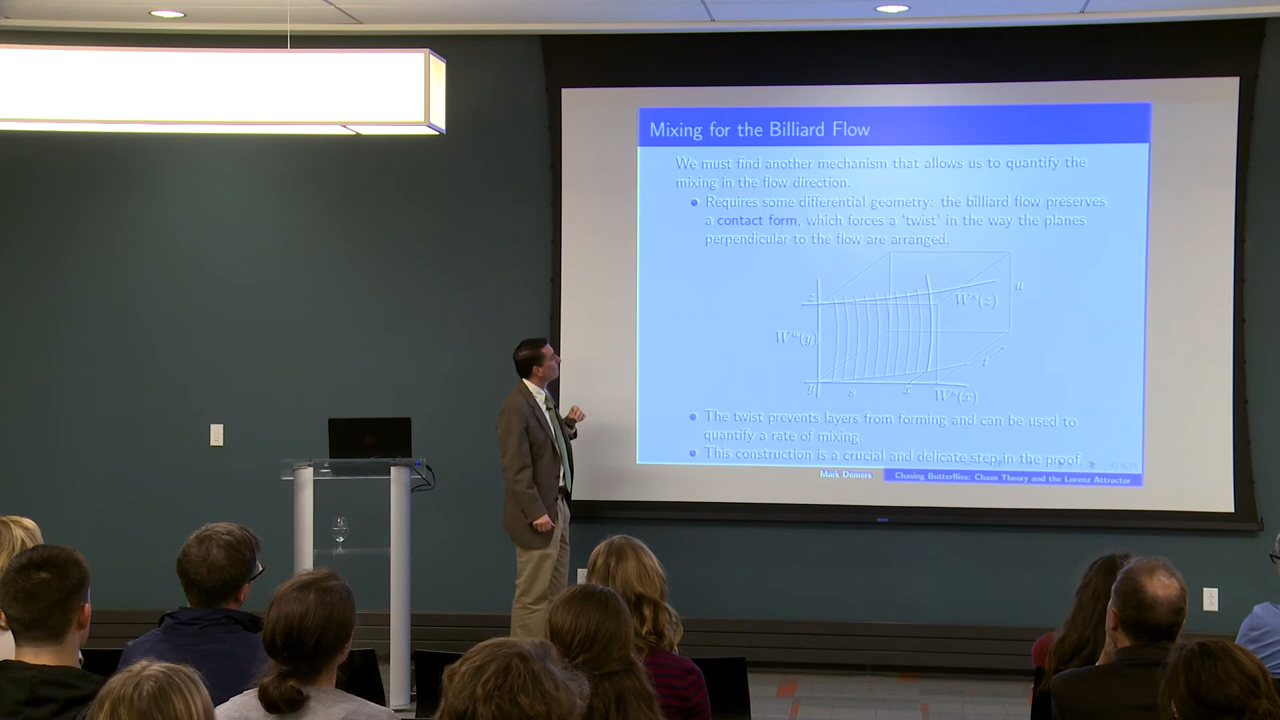 Mixing for the Billiard Flow
We must find another mechanism that allows us to quantify the
mixing in the flow direction.
Requires some differential geometry: the billiard flow preserves
a contact form, which forces a 'twist' in the way the planes
perpendicular to the flow are arranged.
z
u
Wˢ(z)
Wᵘ(y)
t
y
s
x
Wˢ(x)
The twist prevents layers from forming and can be used to
quantify a rate of mixing.
This construction is a crucial and delicate step in the proof.
Mark Demers
Chasing Butterflies: Chaos Theory and the Lorenz Attractor